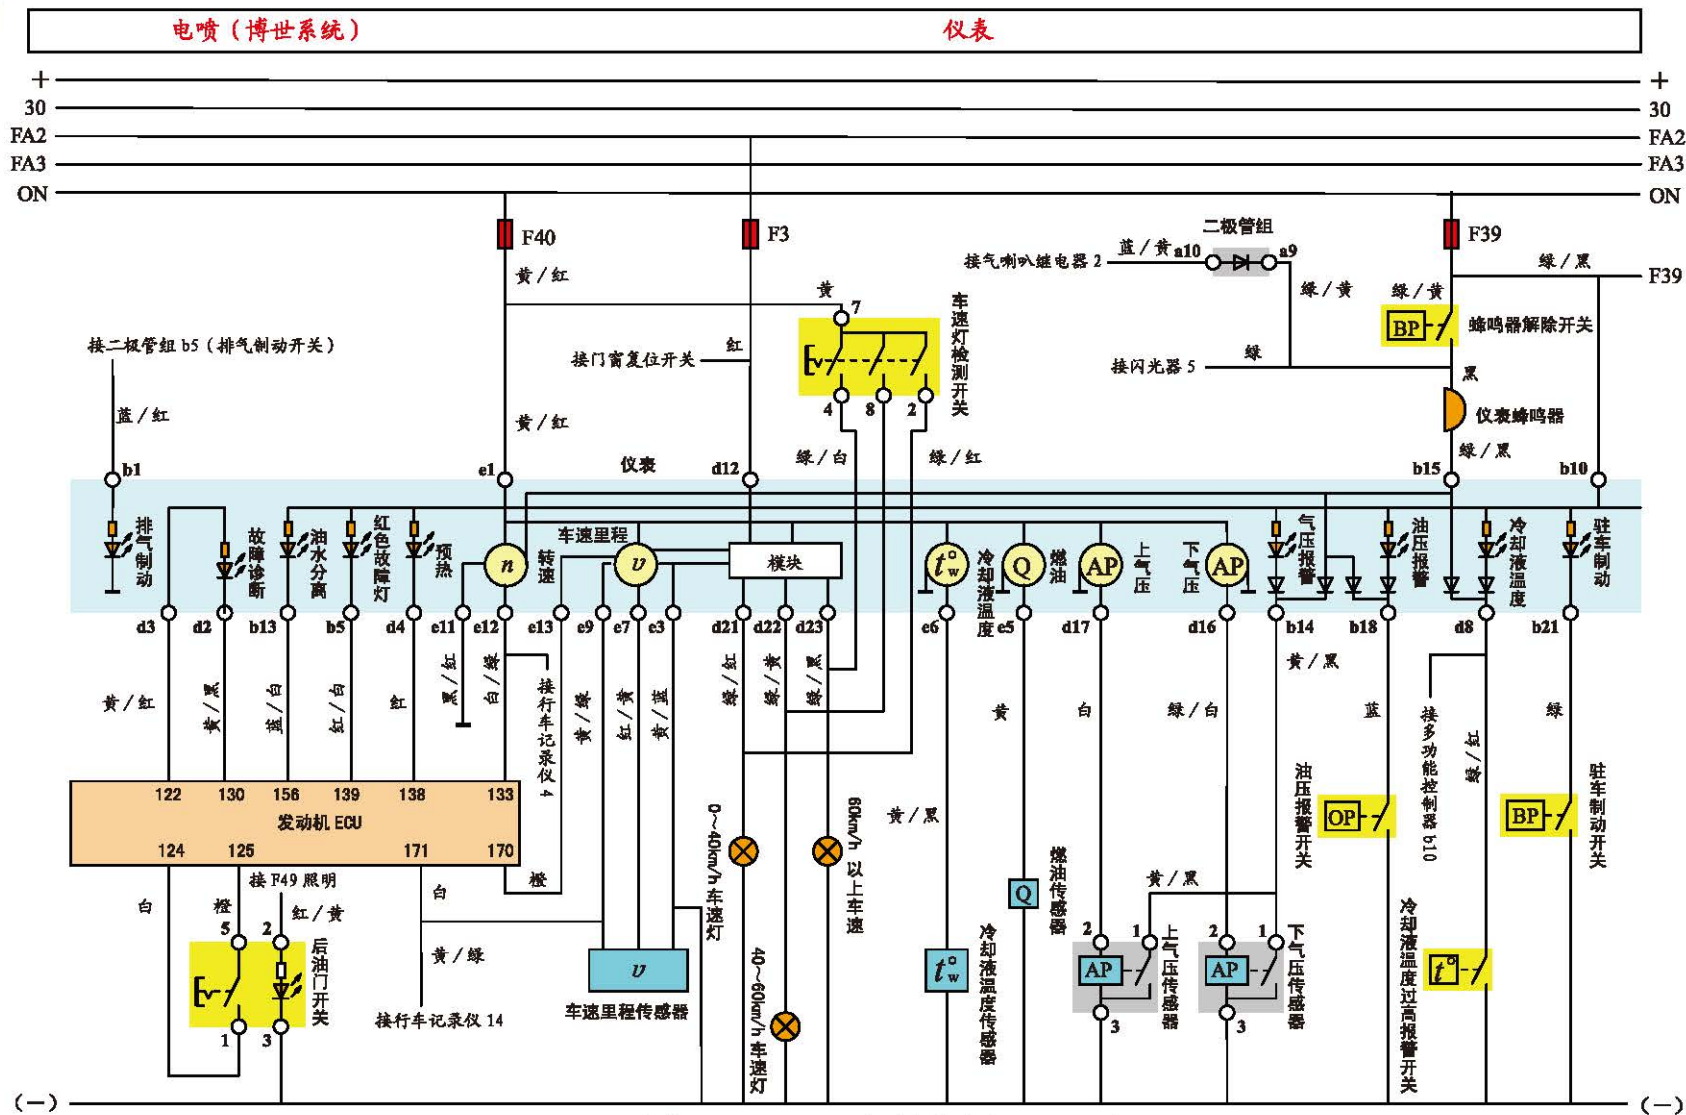 电喷（博世系统） 仪表
+ +
30 30
FA2 FA2
FA3 FA3
ON ON
F40 F3 二极管组 F39
蓝/黄 a10 a9
接气喇叭继电器 2 绿/黑 F39
黄/红 黄 7 绿/黄 绿/黄
车速灯检测开关
BP 蜂鸣器解除开关
接二极管组 b5（排气制动开关） 红
接门窗复位开关 接闪光器 5 绿 黑
4 8 2
蓝/红 黄/红 仪表蜂鸣器
绿/白 绿/红 绿/黑
b1 e1 仪表 d12 b15 b10
排气制动 故障诊断 油水分离 红色故障灯 预热 n 转速 车速里程 v 模块 t°w 冷却液温度 Q 燃油 AP 上气压 下气压 AP 气压报警 油压报警 冷却液温度 驻车制动
d3 d2 b13 b5 d4 e11 e12 e13 e9 e7 e3 d21 d22 d23 e6 e5 d17 d16 b14 b18 d8 b21
黄/红 黄/黑 蓝/白 红/白 红 黑/红 白/绿 接行车记录仪 4 黄/绿 红/黄 黄/蓝 绿/红 绿/黄 绿/黑 黄 白 绿/白 黄/黑 蓝 接多功能控制器 b10 红/绿 绿
122 130 156 139 138 133
发动机 ECU
124 125 171 170
0～40km/h 车速灯 60km/h 以上车速 黄/黑 油压报警开关 OP BP 驻车制动开关
接 F49 照明
白 橙 红/黄 白 橙 Q 燃油传感器 黄/黑
5 2 后油门开关 黄/绿 v 40～60km/h 车速灯 t°w 冷却液温度传感器 2 1 AP 上气压传感器 2 1 AP 下气压传感器 冷却液温度过高报警开关 t°
1 3 接行车记录仪 14 车速里程传感器 3 3
(－) (－)